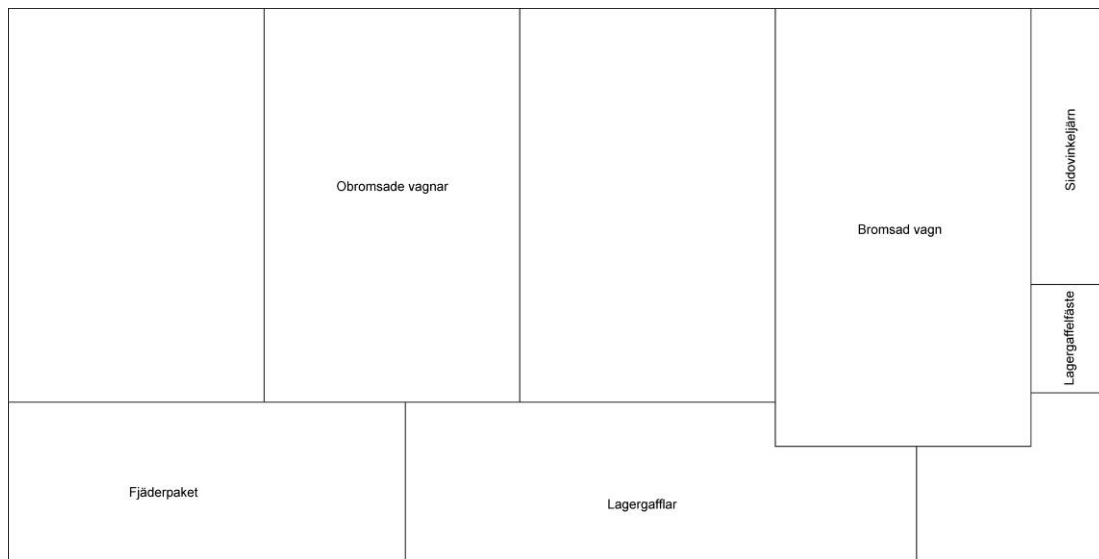 Obromsade vagnar
Bromsad vagn
Sidovinkeljärn
Lagergaffelfäste
Fjäderpaket
Lagergafflar